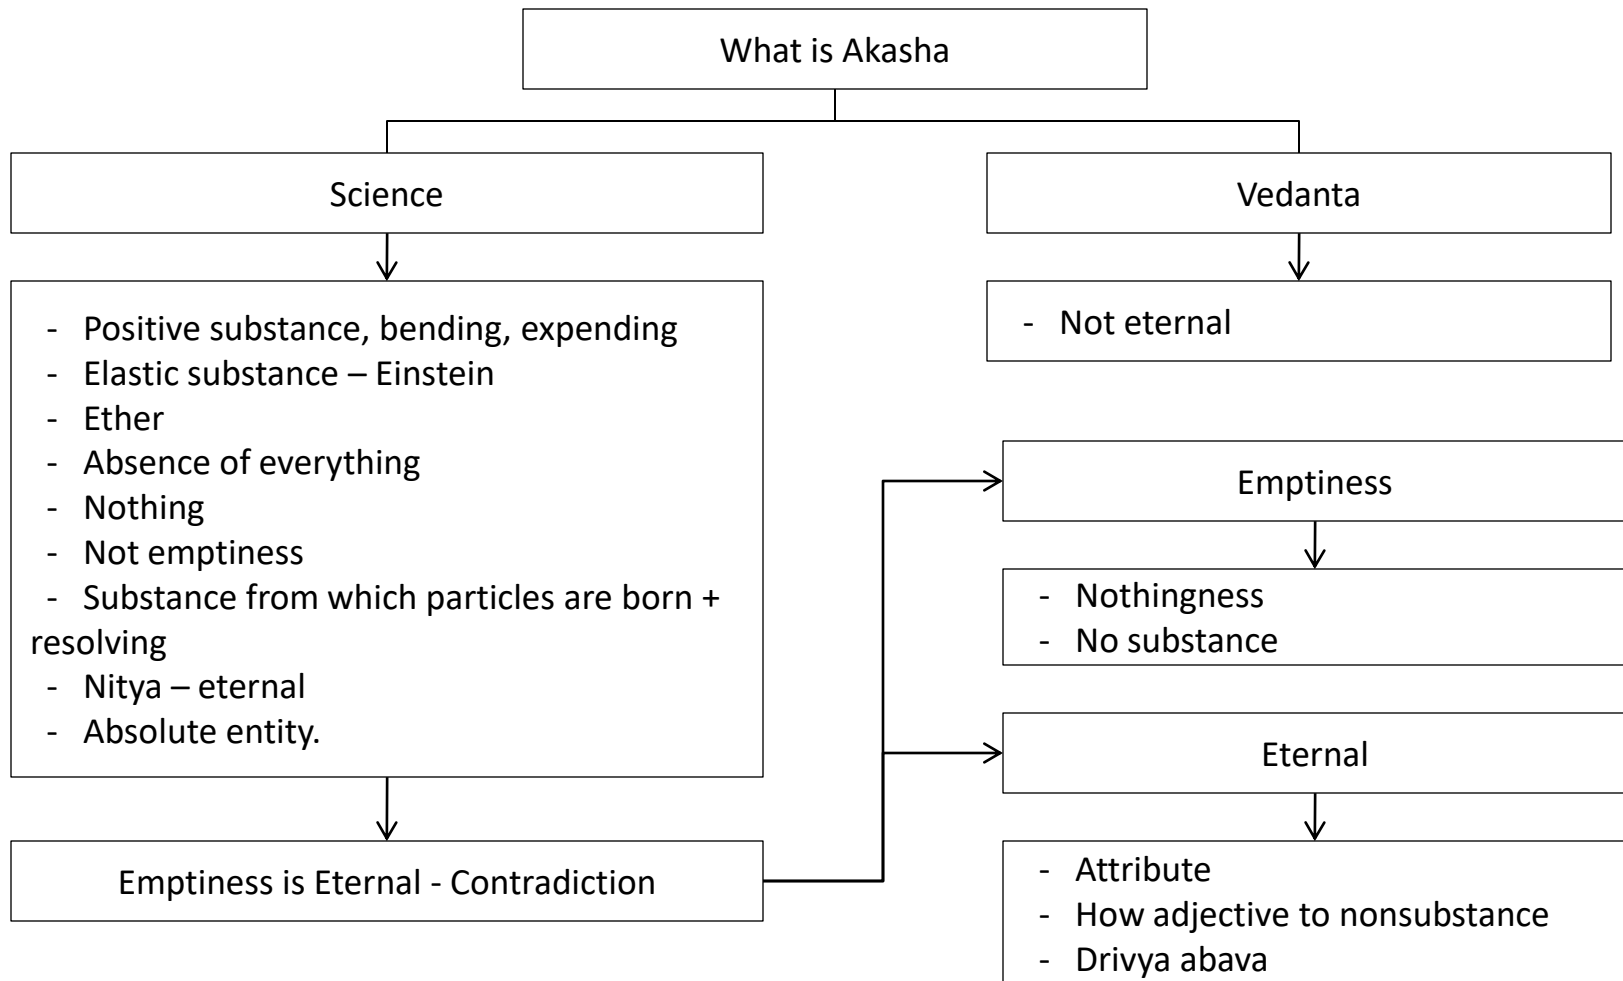 What is Akasha
Science
Vedanta
- Positive substance, bending, expending
- Elastic substance – Einstein
- Ether
- Absence of everything
- Nothing
- Not emptiness
- Substance from which particles are born +
resolving
- Nitya – eternal
- Absolute entity.
- Not eternal
Emptiness is Eternal - Contradiction
Emptiness
- Nothingness
- No substance
Eternal
- Attribute
- How adjective to nonsubstance
- Drivya abava